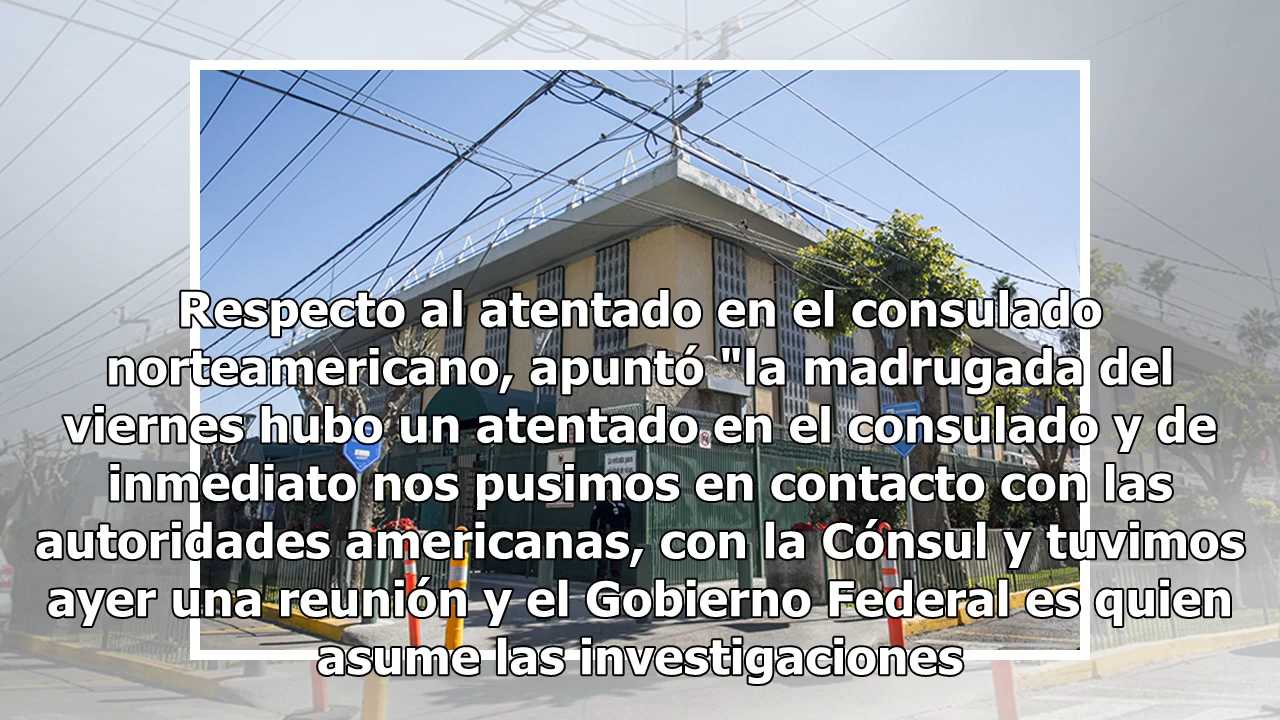 Respecto al atentado en el consulado
norteamericano, apuntó "la madrugada del
viernes hubo un atentado en el consulado y de
inmediato nos pusimos en contacto con las
autoridades americanas, con la Cónsul y tuvimos
ayer una reunión y el Gobierno Federal es quien
asume las investigaciones